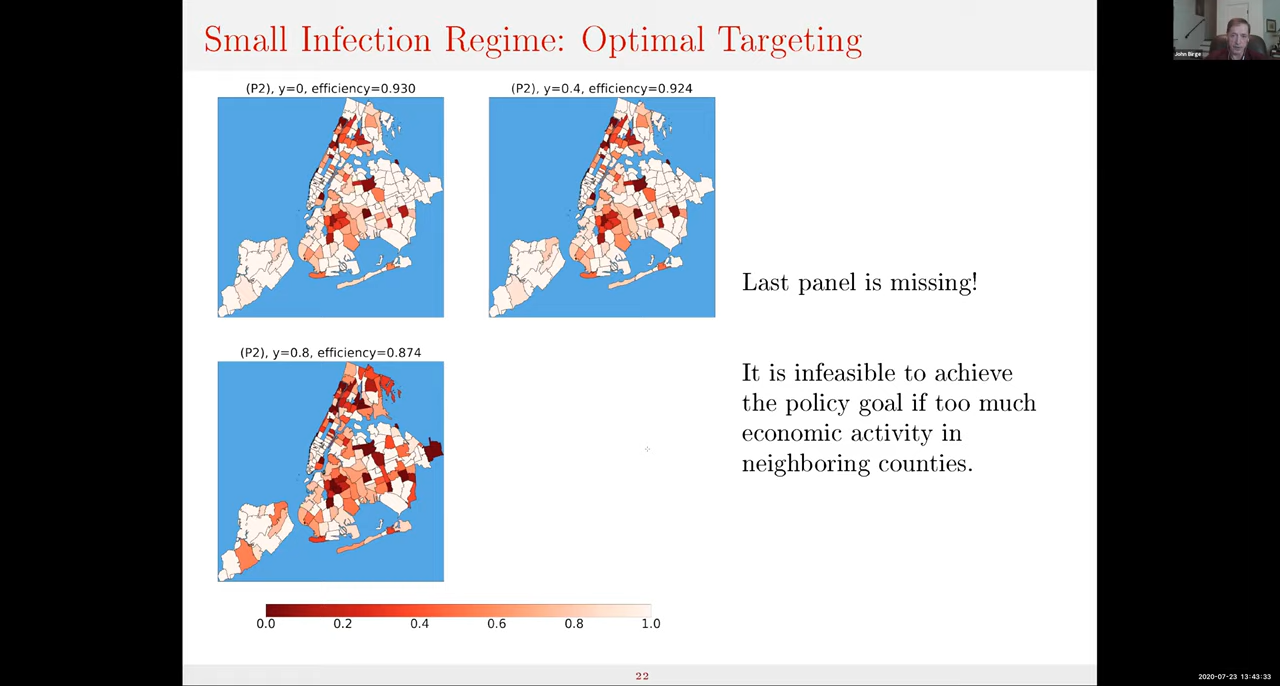 Small Infection Regime: Optimal Targeting
John Birge
(P2), y=0, efficiency=0.930
(P2), y=0.4, efficiency=0.924
Last panel is missing!
(P2), y=0.8, efficiency=0.874
It is infeasible to achieve
the policy goal if too much
economic activity in
neighboring counties.
0.0 0.2 0.4 0.6 0.8 1.0
22
2020-07-23 13:43:33